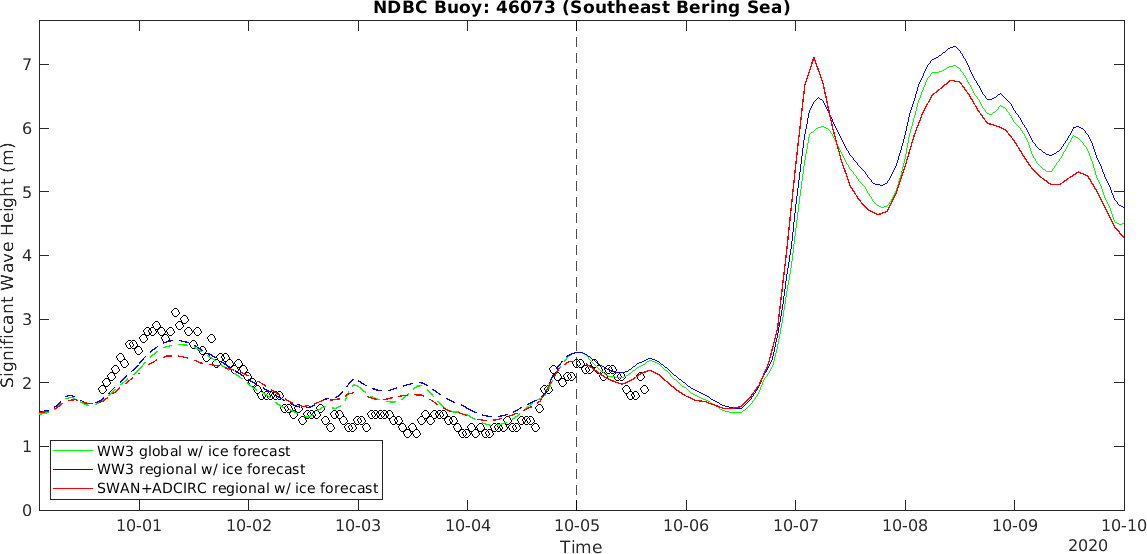 NDBC Buoy: 46073 (Southeast Bering Sea)
Significant Wave Height (m)
7
6
5
4
3
2
1
0
WW3 global w/ ice forecast
WW3 regional w/ ice forecast
SWAN+ADCIRC regional w/ ice forecast
10-01 10-02 10-03 10-04 10-05 10-06 10-07 10-08 10-09 10-10
Time
2020